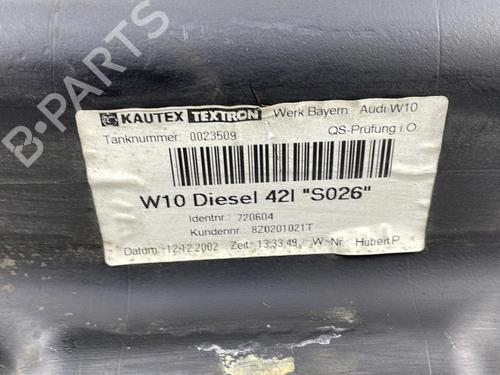 B-PARTS
KAUTEX TEXTRON Werk Bayern Audi W10
Tanknummer: 0023509 QS-Prüfung i.O
W10 Diesel 42l "S026"
Identnr.: 720604
Kundennr.: 8Z0201021T
Datum: 12.12.2002 Zeit: 13:33:49 W.-Nr.: Hubert P.